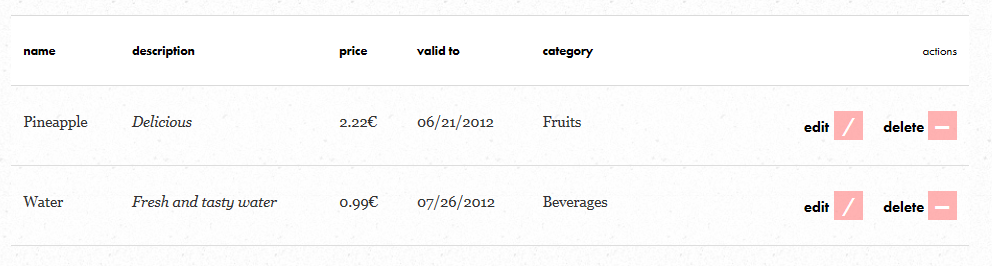 name description price valid to category actions
Pineapple Delicious 2.22€ 06/21/2012 Fruits edit / delete –
Water Fresh and tasty water 0.99€ 07/26/2012 Beverages edit / delete –